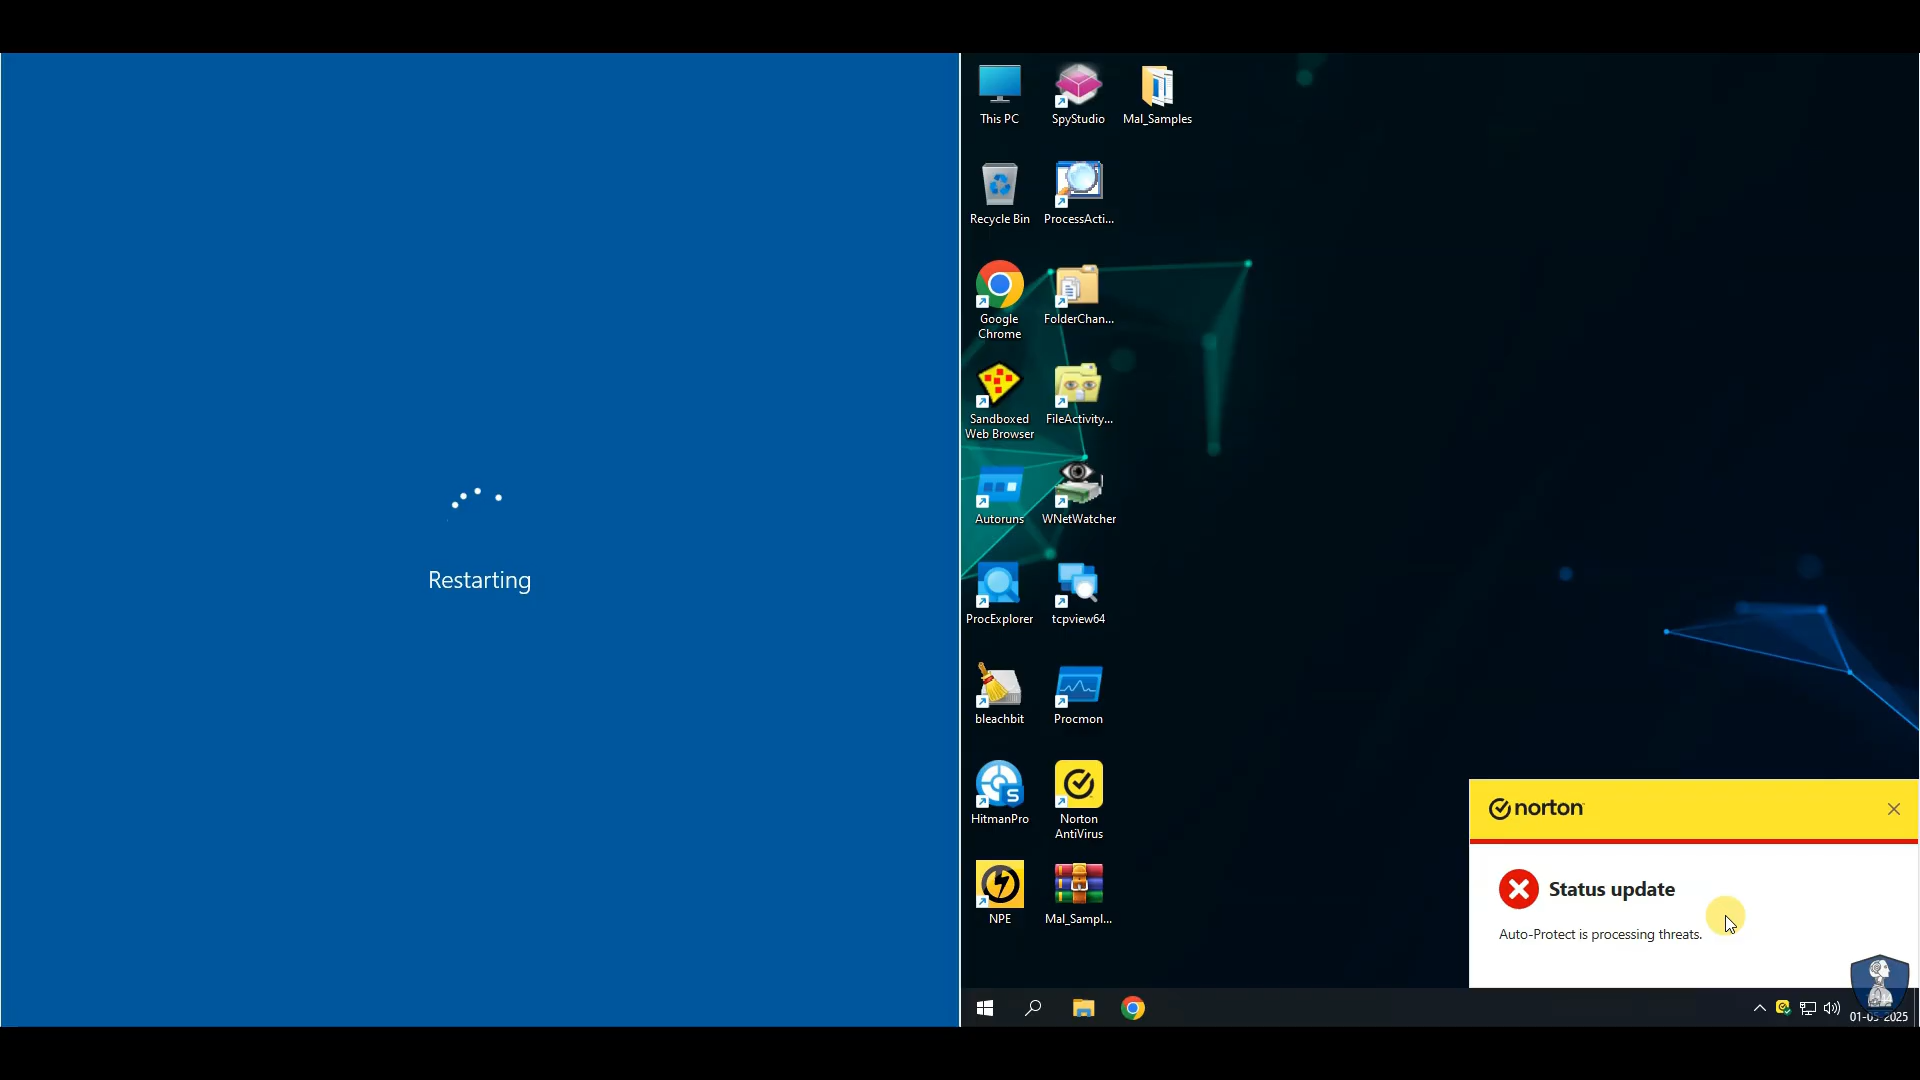 Restarting
This PC
SpyStudio
Mal_Samples
Recycle Bin
ProcessActi...
Google
Chrome
FolderChan...
Sandboxed
Web Browser
FileActivity...
Autoruns
WNetWatcher
ProcExplorer
tcpview64
bleachbit
Procmon
HitmanPro
Norton
AntiVirus
NPE
Mal_Sampl...
norton
Status update
Auto-Protect is processing threats.